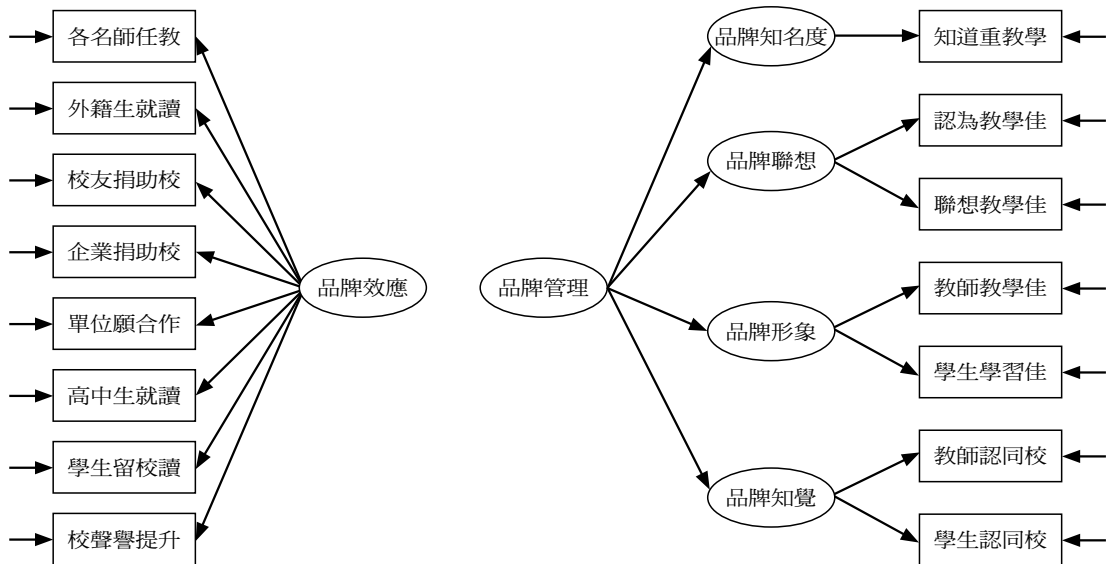 各名師任教
外籍生就讀
校友捐助校
企業捐助校
單位願合作
高中生就讀
學生留校讀
校聲譽提升
品牌效應
品牌管理
品牌知名度
品牌聯想
品牌形象
品牌知覺
知道重教學
認為教學佳
聯想教學佳
教師教學佳
學生學習佳
教師認同校
學生認同校